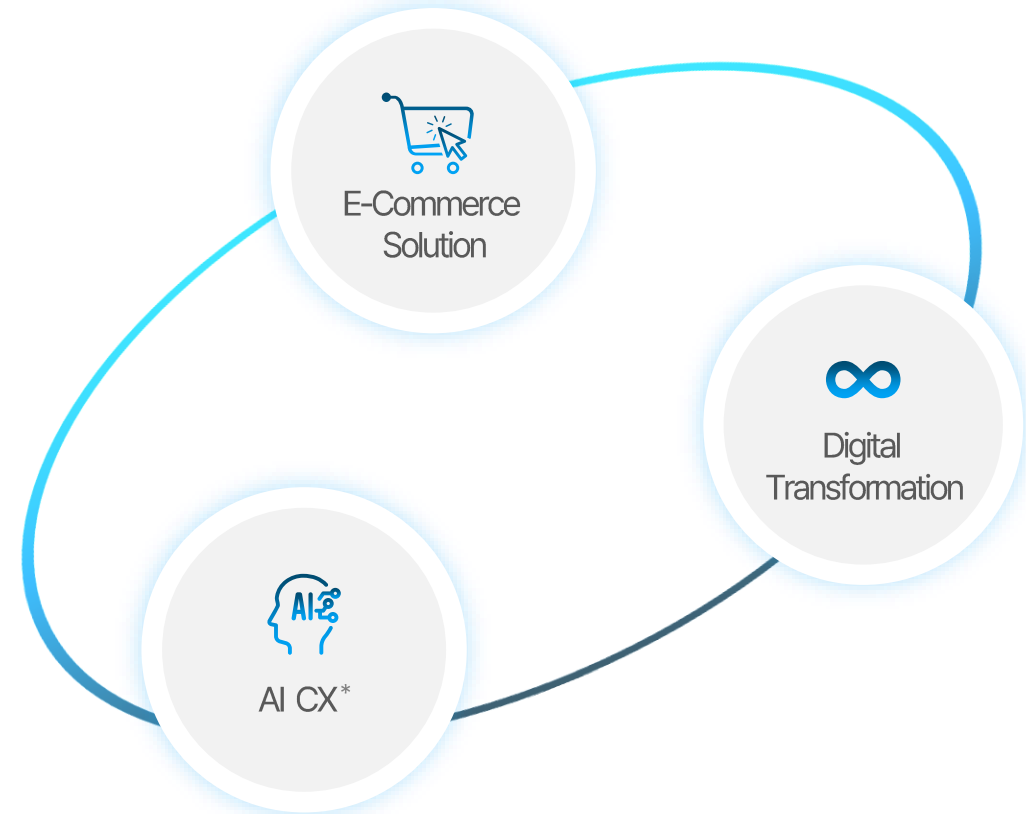 E-Commerce
Solution
Digital
Transformation
AI
AI CX*